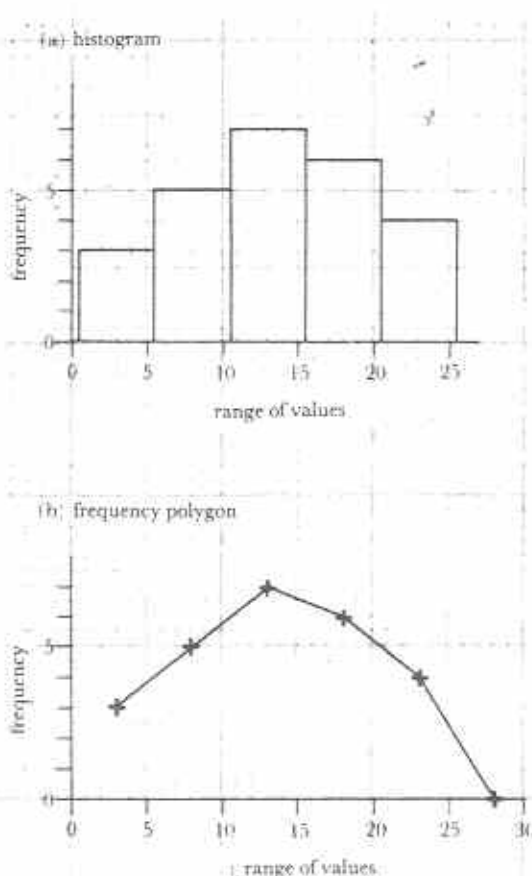 (a) histogram
frequency
5
0
0 5 10 15 20 25
range of values
(b) frequency polygon
frequency
5
0
0 5 10 15 20 25 30
range of values